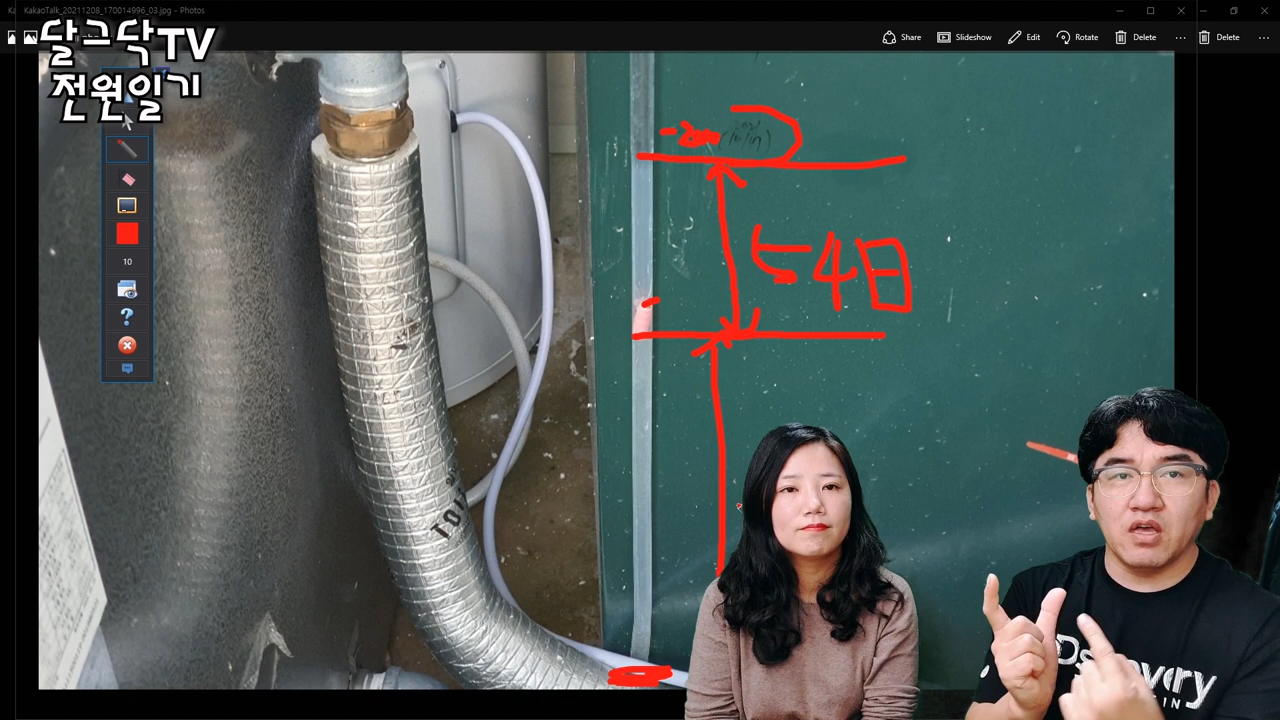 KakaoTalk_20211208_170014996_03.jpg - Photos
달그닥TV
전원일기
Share
Slideshow
Edit
Rotate
Delete
Delete
10
54日
Discovery